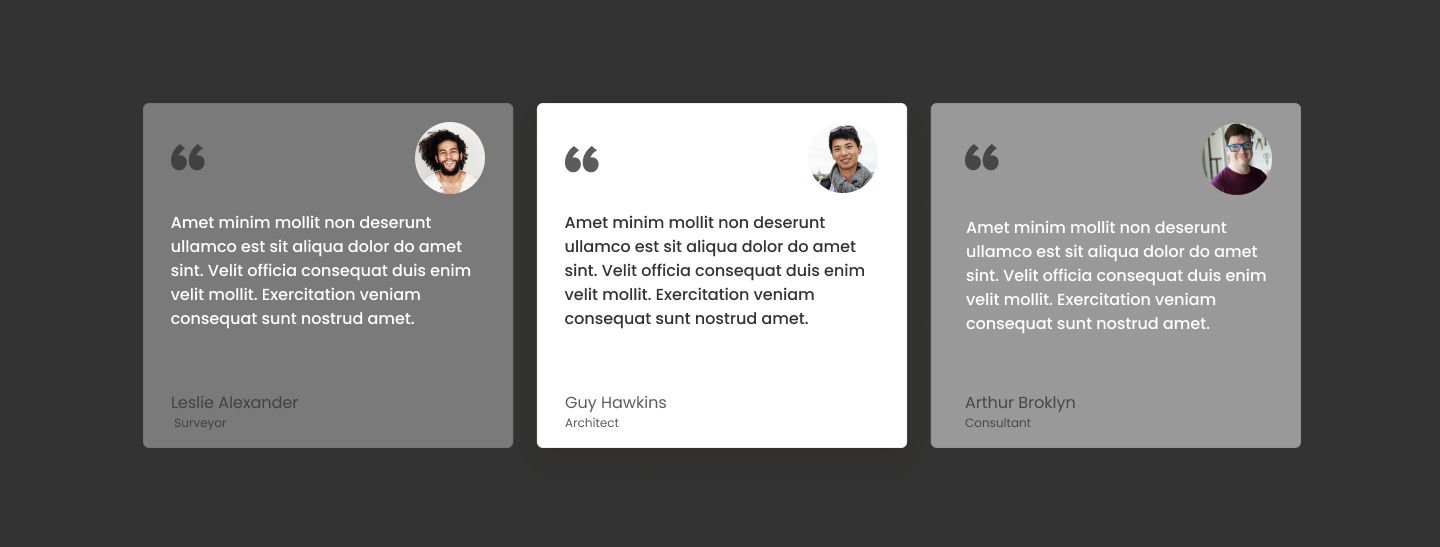 “
Amet minim mollit non deserunt
ullamco est sit aliqua dolor do amet
sint. Velit officia consequat duis enim
velit mollit. Exercitation veniam
consequat sunt nostrud amet.
Leslie Alexander
Surveyor
“
Amet minim mollit non deserunt
ullamco est sit aliqua dolor do amet
sint. Velit officia consequat duis enim
velit mollit. Exercitation veniam
consequat sunt nostrud amet.
Guy Hawkins
Architect
“
Amet minim mollit non deserunt
ullamco est sit aliqua dolor do amet
sint. Velit officia consequat duis enim
velit mollit. Exercitation veniam
consequat sunt nostrud amet.
Arthur Broklyn
Consultant